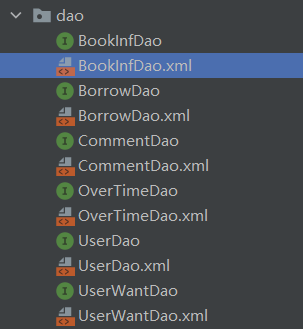 dao
BookInfDao
BookInfDao.xml
BorrowDao
BorrowDao.xml
CommentDao
CommentDao.xml
OverTimeDao
OverTimeDao.xml
UserDao
UserDao.xml
UserWantDao
UserWantDao.xml